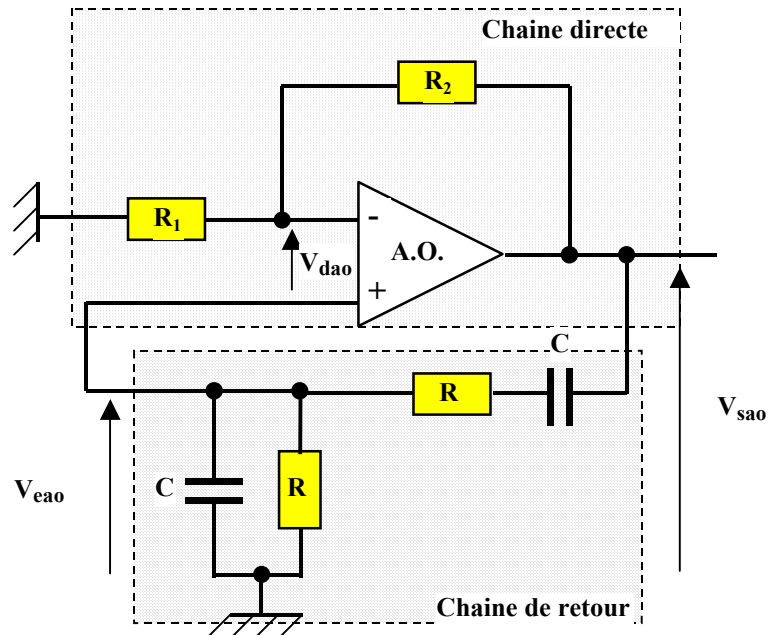 Chaine directe
R2
R1
-
A.O.
Vdao
+
C
R
Vsao
Veao
C
R
Chaine de retour